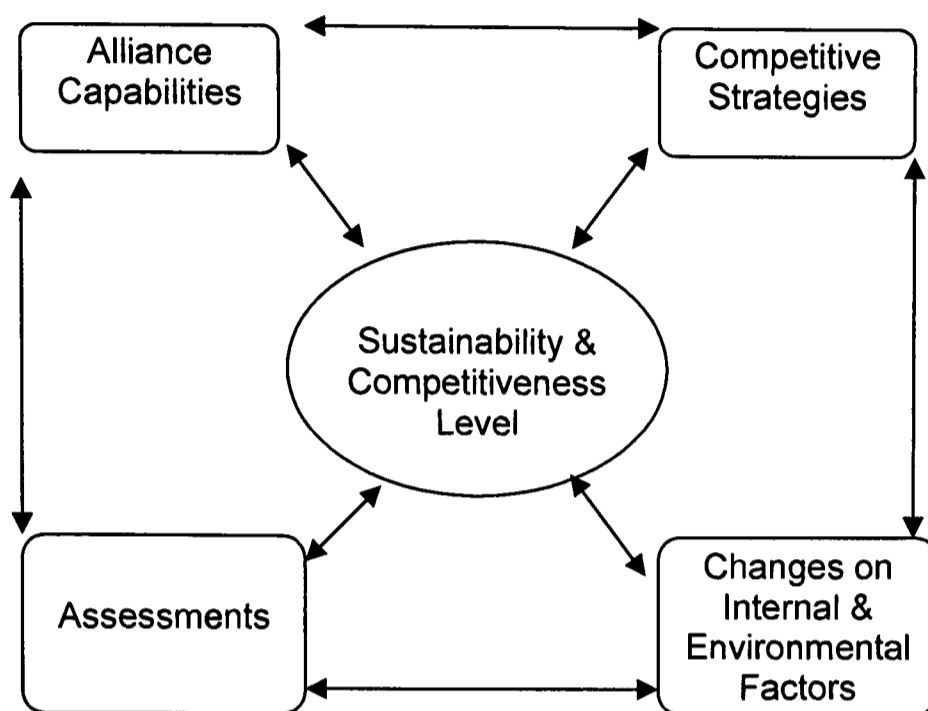 Alliance
Capabilities
Competitive
Strategies
Sustainability &
Competitiveness
Level
Assessments
Changes on
Internal &
Environmental
Factors